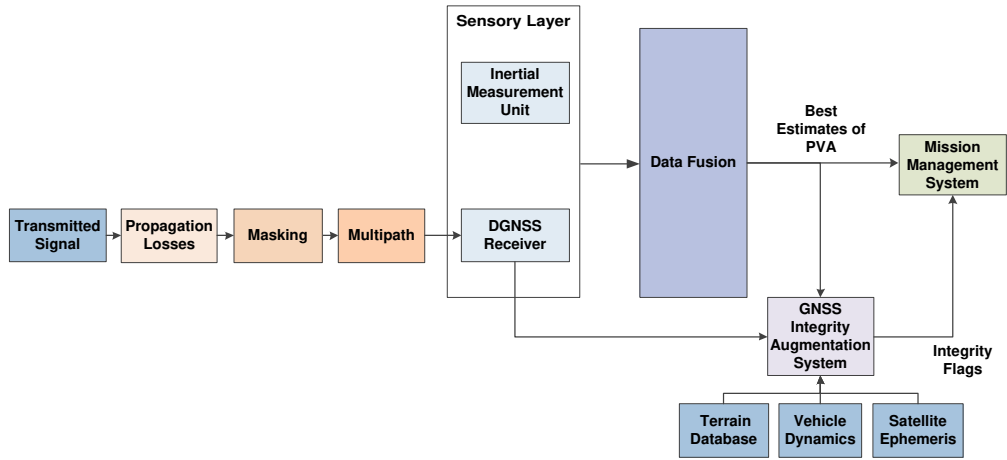 Sensory Layer
Inertial
Measurement
Unit
Data Fusion
Best
Estimates of
PVA
Mission
Management
System
Transmitted
Signal
Propagation
Losses
Masking
Multipath
DGNSS
Receiver
GNSS
Integrity
Augmentation
System
Integrity
Flags
Terrain
Database
Vehicle
Dynamics
Satellite
Ephemeris